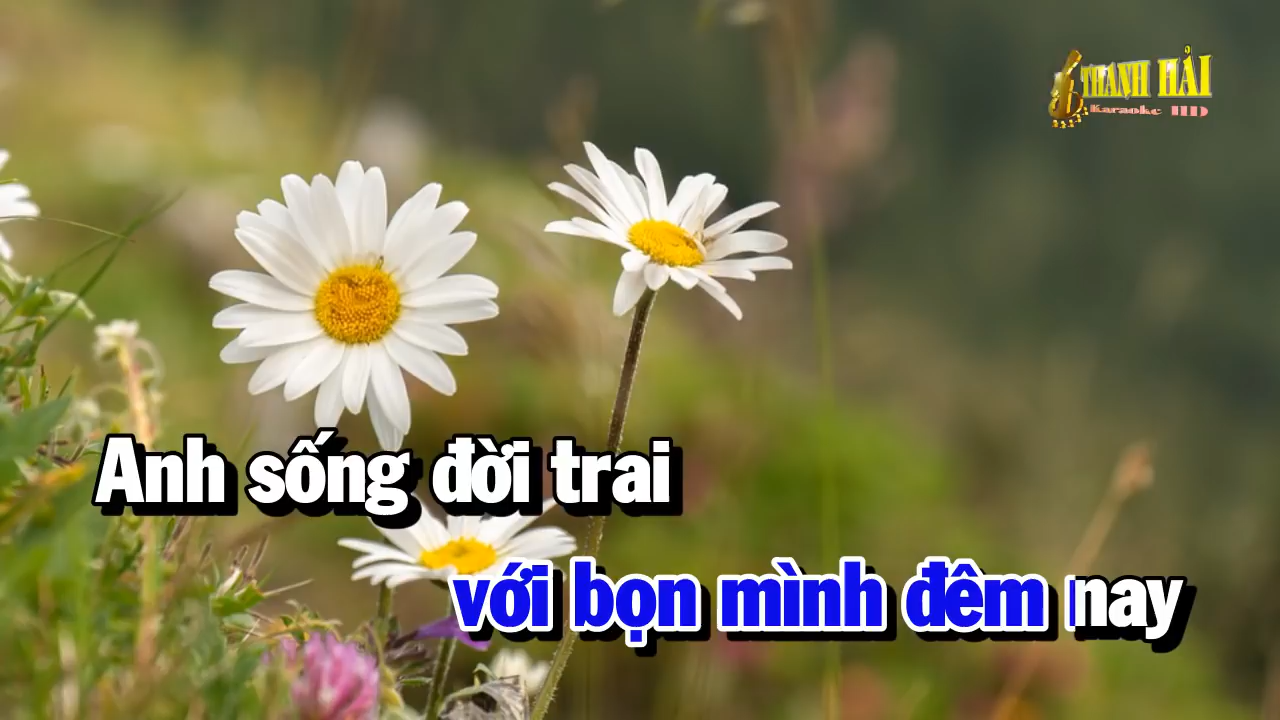 THANH HẢI
Karaoke HD
Anh sống đời trai
với bọn mình đêm nay